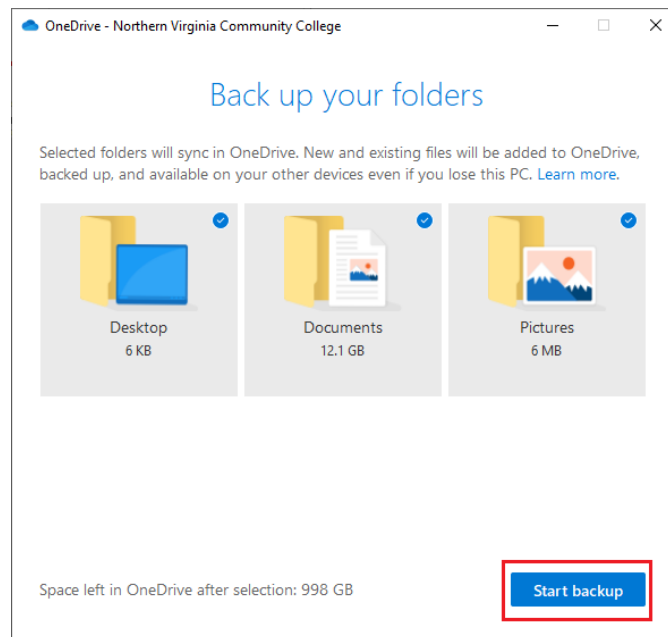 OneDrive - Northern Virginia Community College
Back up your folders
Selected folders will sync in OneDrive. New and existing files will be added to OneDrive,
backed up, and available on your other devices even if you lose this PC. Learn more.
Desktop
6 KB
Documents
12.1 GB
Pictures
6 MB
Space left in OneDrive after selection: 998 GB
Start backup